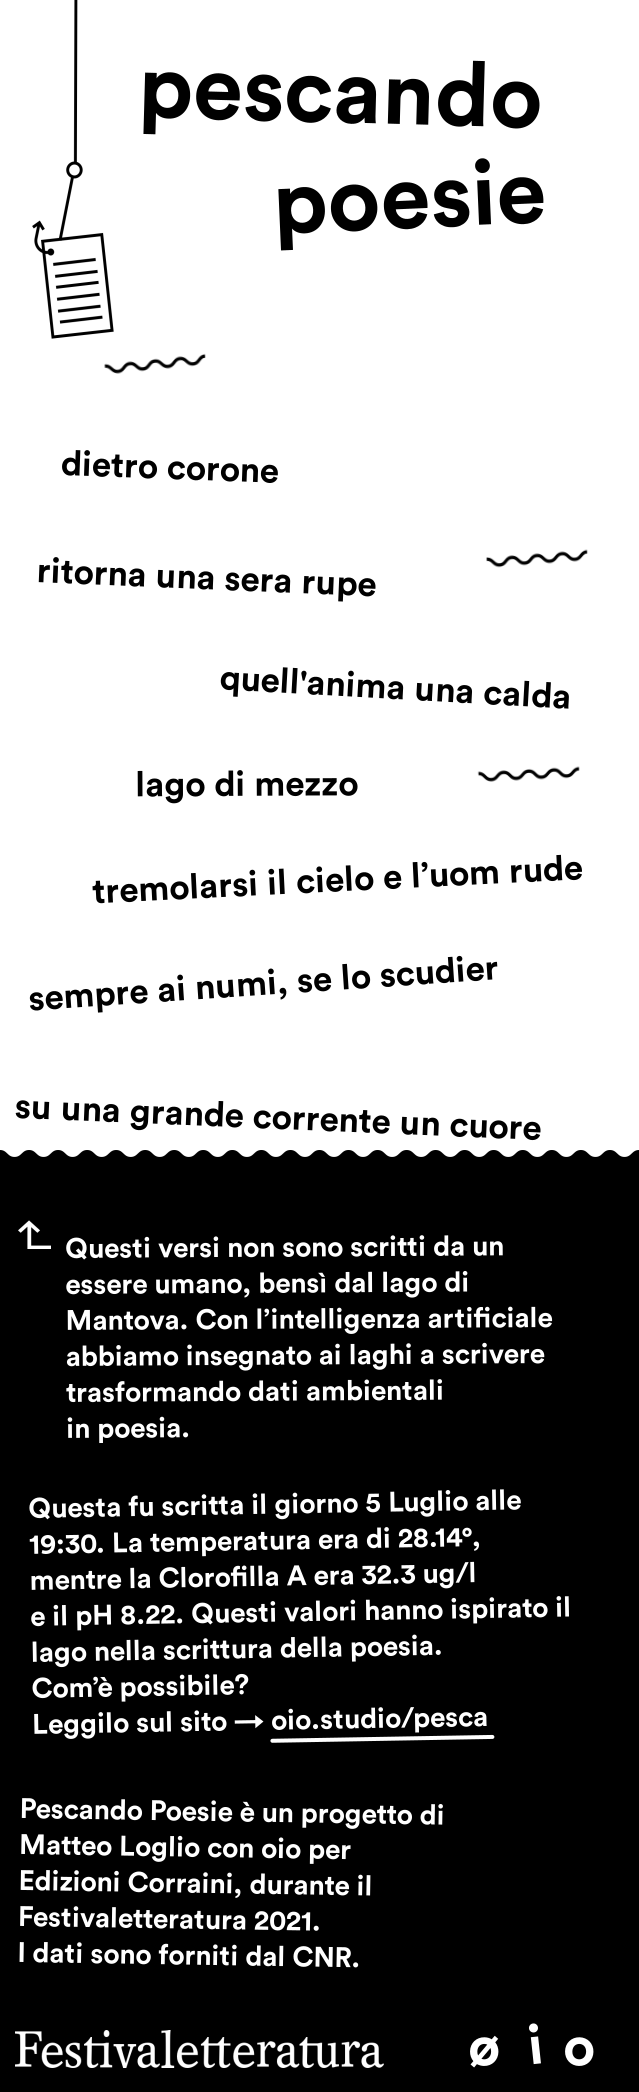 pescando
poesie
dietro corone
ritorna una sera rupe
quell'anima una calda
lago di mezzo
tremolarsi il cielo e l’uom rude
sempre ai numi, se lo scudier
su una grande corrente un cuore
Questi versi non sono scritti da un
essere umano, bensì dal lago di
Mantova. Con l’intelligenza artificiale
abbiamo insegnato ai laghi a scrivere
trasformando dati ambientali
in poesia.
Questa fu scritta il giorno 5 Luglio alle
19:30. La temperatura era di 28.14°,
mentre la Clorofilla A era 32.3 ug/l
e il pH 8.22. Questi valori hanno ispirato il
lago nella scrittura della poesia.
Com’è possibile?
Leggilo sul sito → oio.studio/pesca
Pescando Poesie è un progetto di
Matteo Loglio con oio per
Edizioni Corraini, durante il
Festivaletteratura 2021.
I dati sono forniti dal CNR.
Festivaletteratura
ø i o